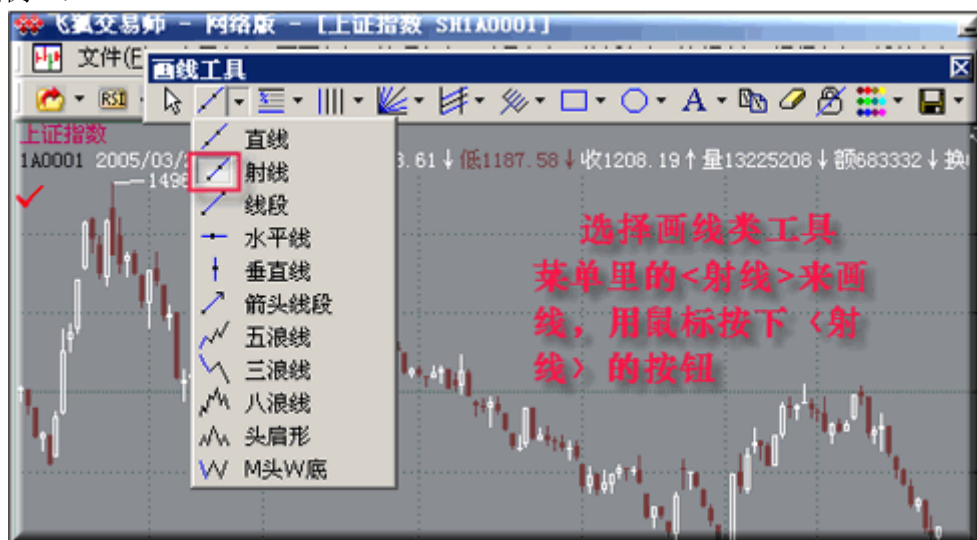 飞狐交易师 - 网络版 - [上证指数 SH1A0001]
文件(E
画线工具
RSI
A
上证指数
1A0001 2005/03/
3.61↓低1187.58↓收1208.19↑量13225208↓额683332↓换
1496
直线
射线
线段
水平线
垂直线
箭头线段
五浪线
三浪线
八浪线
头肩形
M头W底
选择画线类工具
菜单里的<射线>来画
线，用鼠标按下〈射
线〉的按钮